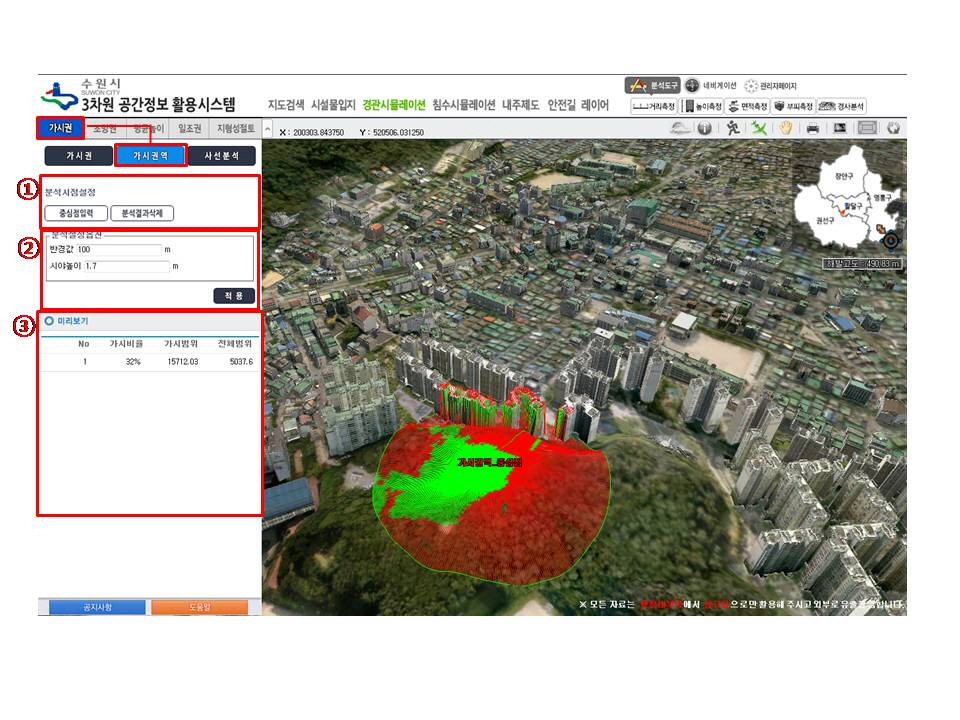 수원시
SUWON CITY
3차원 공간정보 활용시스템
분석도구 네비게이션 관리자페이지
지도검색 시설물입지 경관시뮬레이션 침수시뮬레이션 내주제도 안전길 레이어
거리측정 높이측정 면적측정 부피측정 경사분석
가시권 조망권 평균높이 일조권 지형성절토
X : 200303.843750 Y : 520506.031250
가시권 가시권역 사선분석
①
분석시점설정
중심점입력 분석결과삭제
②
분석설정옵션
반경값 100 m
시야높이 1.7 m
적 용
③
미리보기
No 가시비율 가시범위 전체범위
1 32% 15712.03 5037.6
장안구
영통구
팔달구
권선구
해발고도 : 490.83 m
가시권역_중심점
※ 모든 자료는 에서 으로만 활용해 주시고 외부로 유출
공지사항 도움말